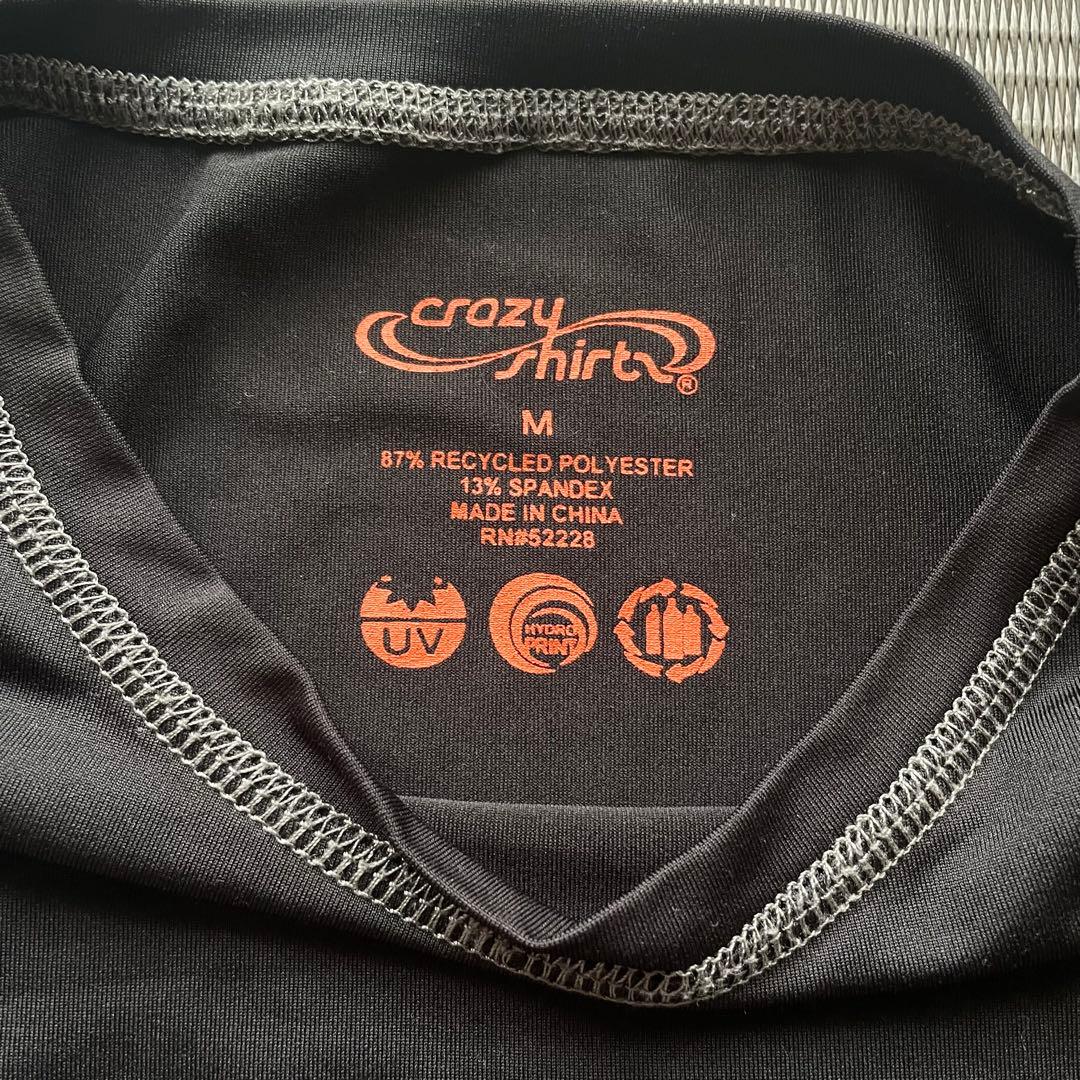 crazy
shirts®
M
87% RECYCLED POLYESTER
13% SPANDEX
MADE IN CHINA
RN#52228
UV
HYDRO
PRINT